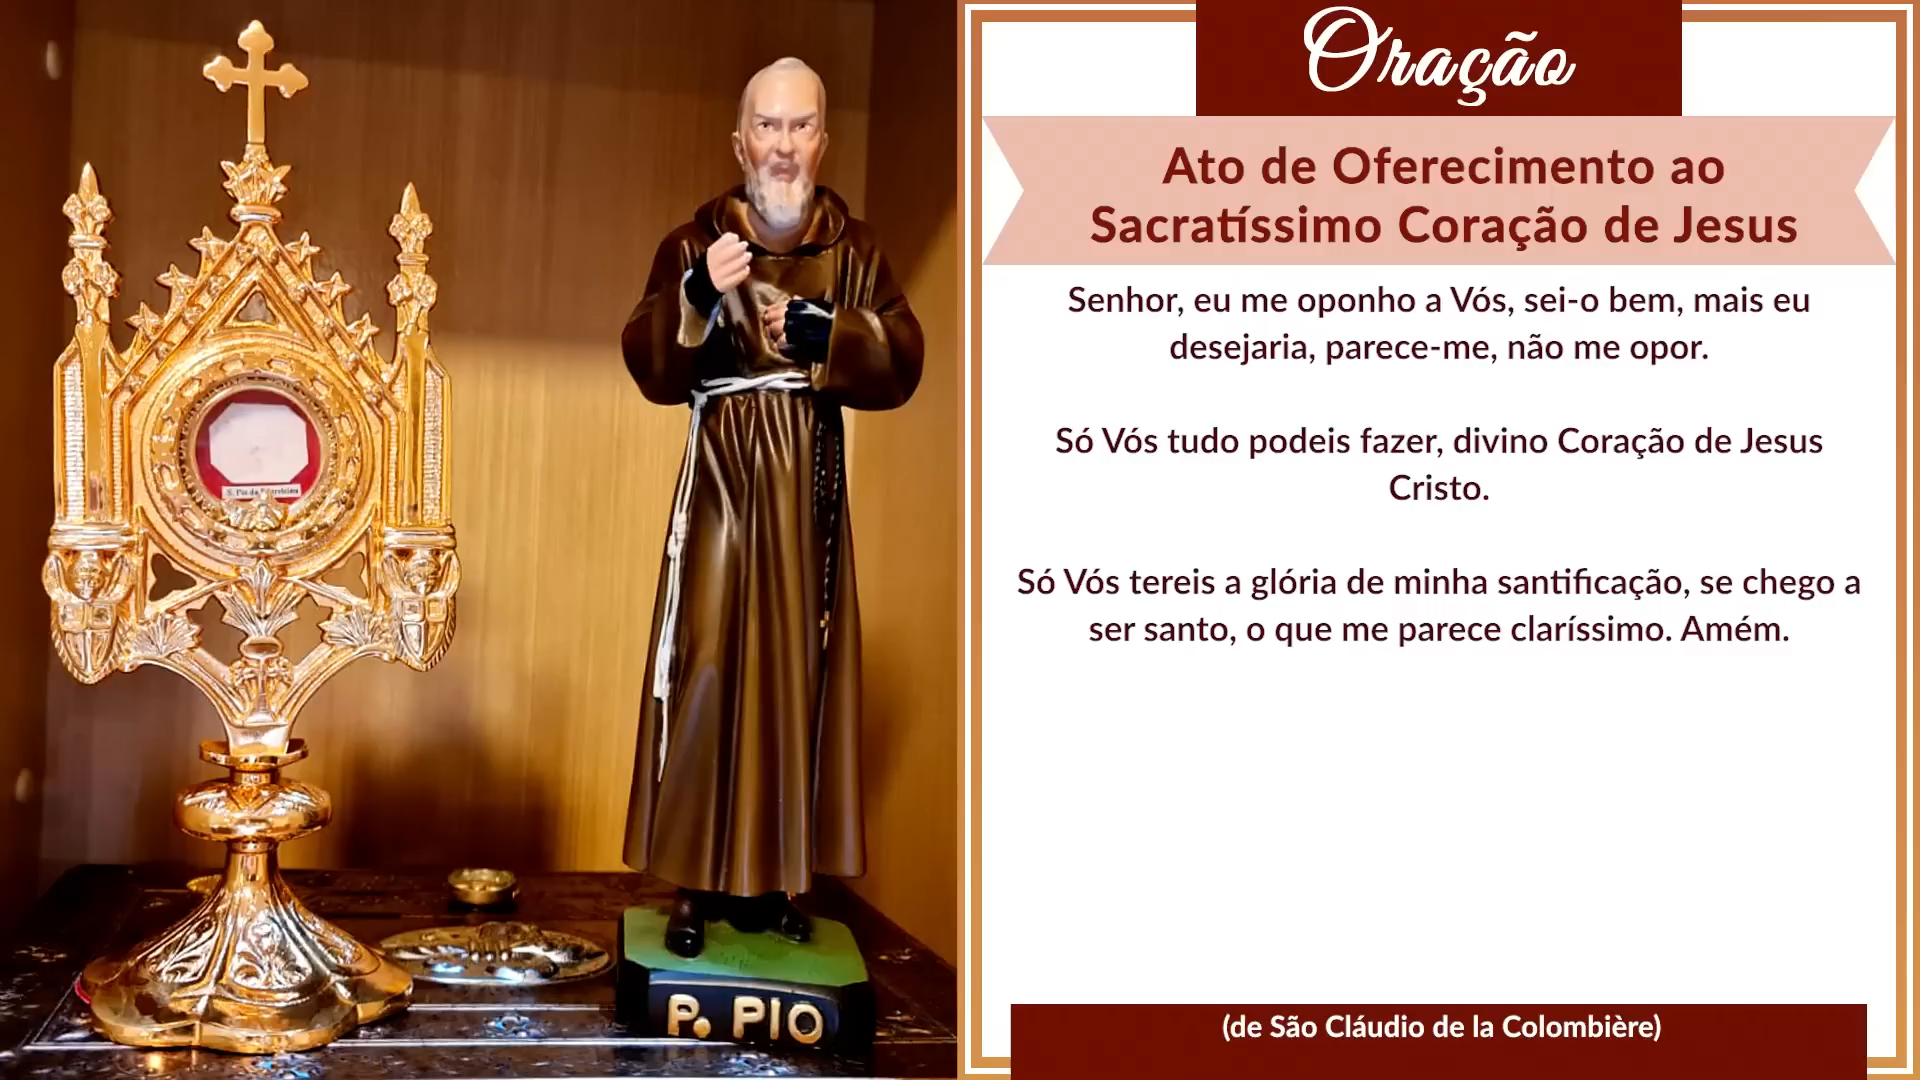 Oração
Ato de Oferecimento ao
Sacratíssimo Coração de Jesus
Senhor, eu me oponho a Vós, sei-o bem, mais eu
desejaria, parece-me, não me opor.
Só Vós tudo podeis fazer, divino Coração de Jesus
Cristo.
Só Vós tereis a glória de minha santificação, se chego a
ser santo, o que me parece claríssimo. Amém.
(de São Cláudio de la Colombière)
S. Pio da
P. PIO